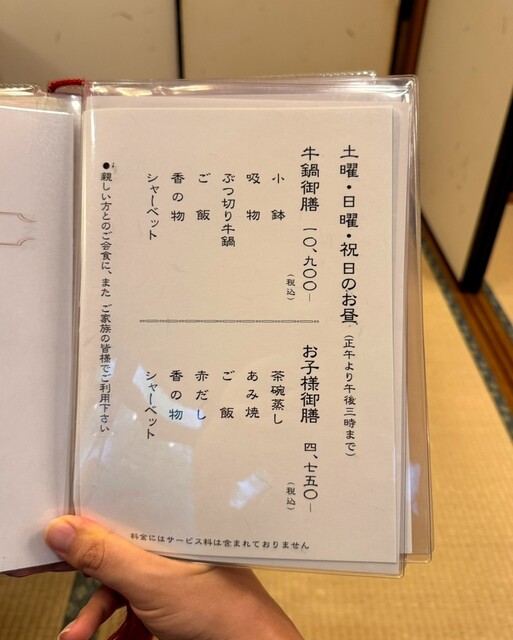 土曜・日曜・祝日のお昼（正午より午後三時まで）
牛鍋御膳 一〇、九〇〇—
（税込）
小鉢
吸物
ぶつ切り牛鍋
ご飯
香の物
シャーベット
お子様御膳 四、七五〇—
（税込）
茶碗蒸し
あみ焼
ご飯
赤だし
香の物
シャーベット
●親しい方とのご会食に、また ご家族の皆様でご利用下さい
料金にはサービス料は含まれておりません